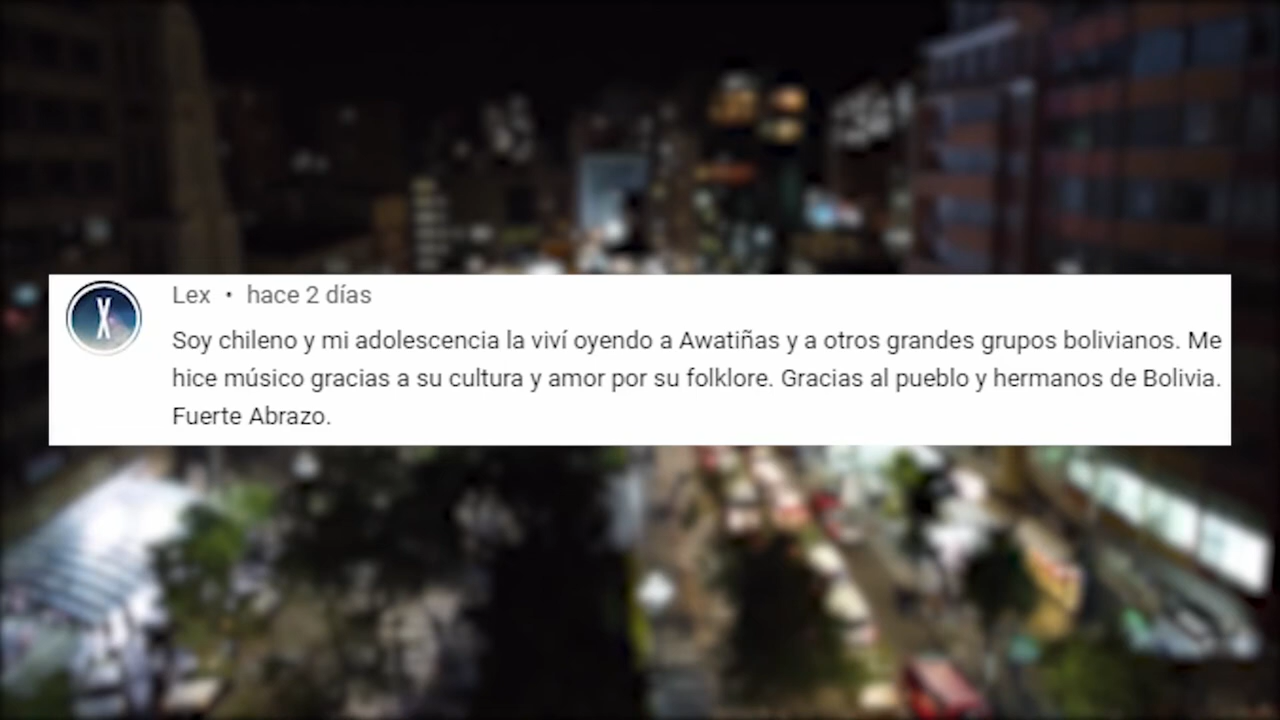 Lex • hace 2 días
Soy chileno y mi adolescencia la viví oyendo a Awatiñas y a otros grandes grupos bolivianos. Me
hice músico gracias a su cultura y amor por su folklore. Gracias al pueblo y hermanos de Bolivia.
Fuerte Abrazo.